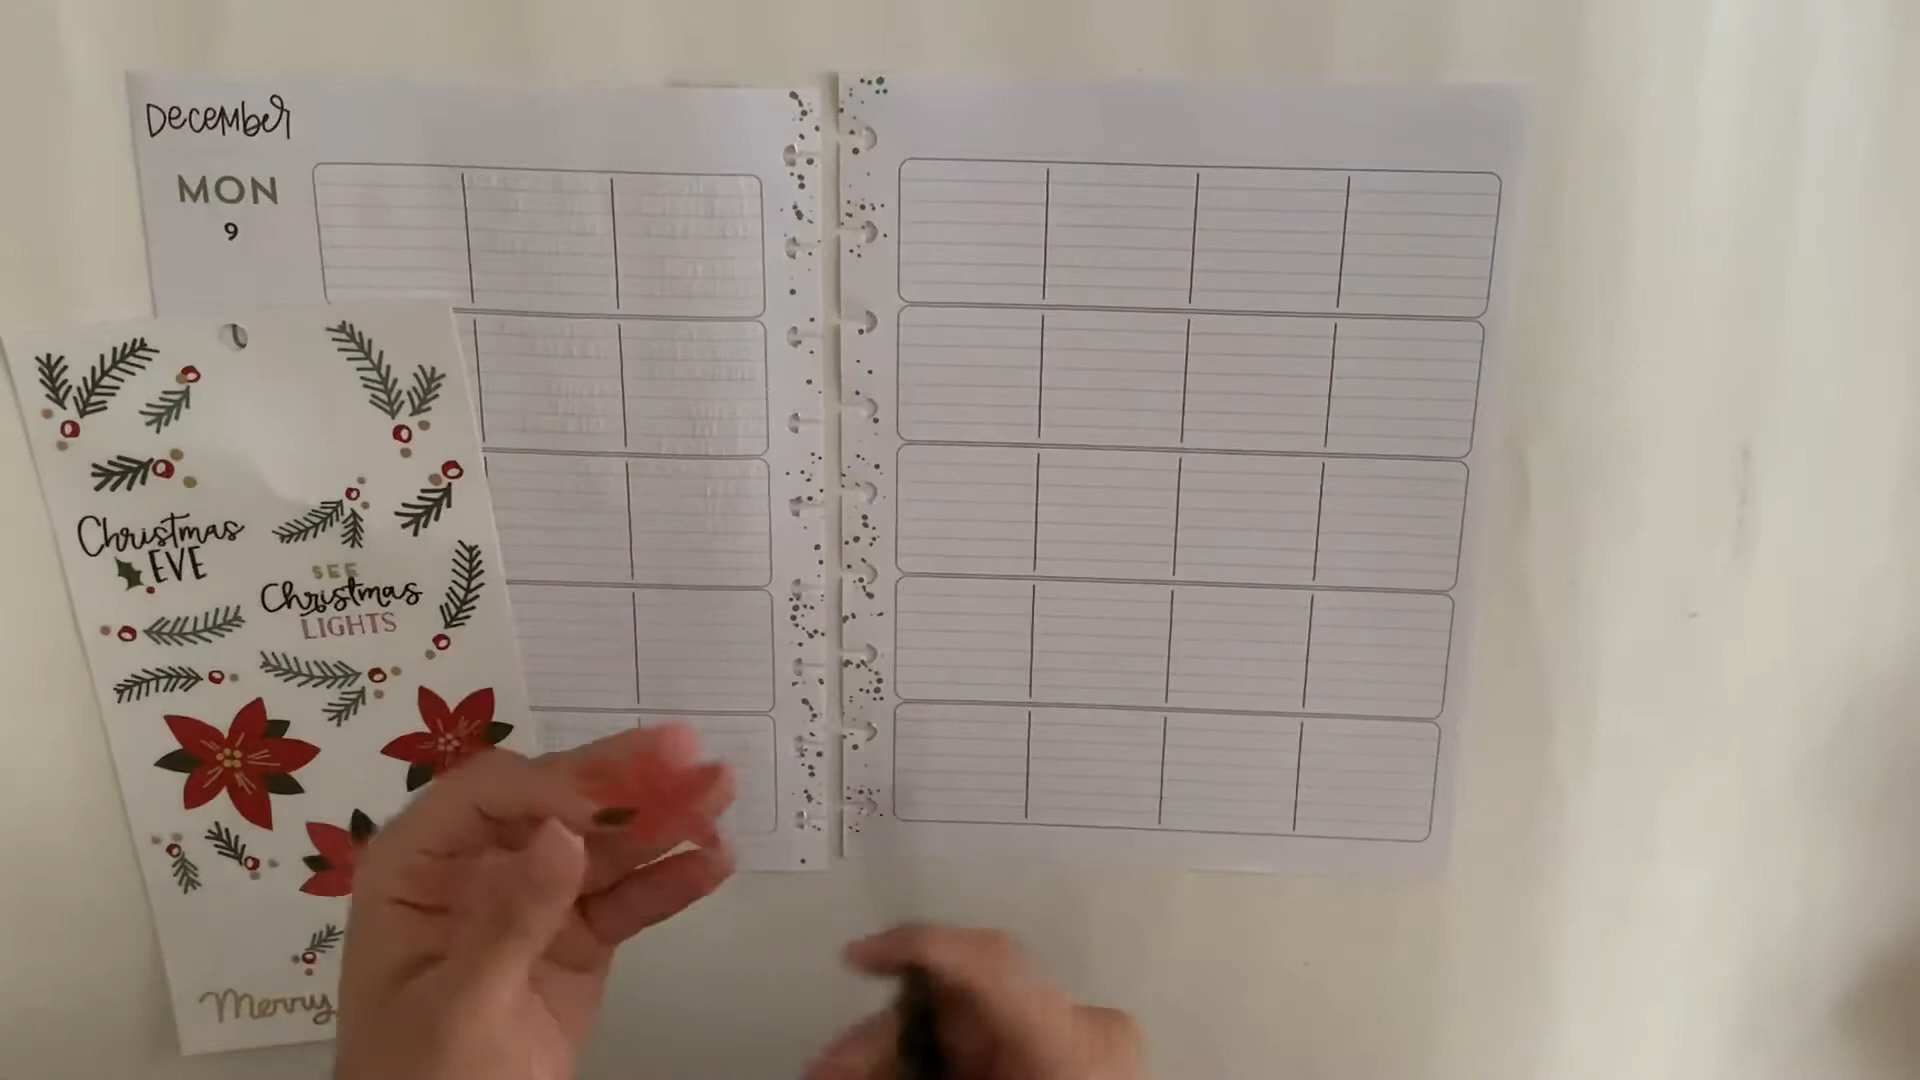 December
MON
9
Christmas
EVE
SEE
Christmas
LIGHTS
Merry